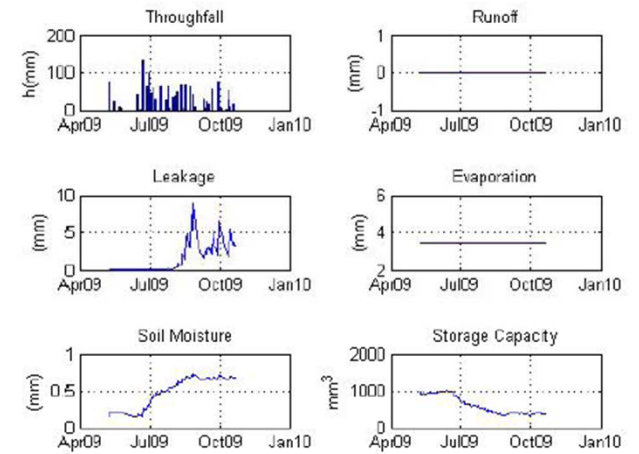 Throughfall
h(mm)
200
100
0
Apr09 Jul09 Oct09 Jan10
Runoff
(mm)
1
0
-1
Apr09 Jul09 Oct09 Jan10
Leakage
(mm)
10
5
0
Apr09 Jul09 Oct09 Jan10
Evaporation
(mm)
6
4
2
Apr09 Jul09 Oct09 Jan10
Soil Moisture
(mm)
1
0.5
0
Apr09 Jul09 Oct09 Jan10
Storage Capacity
mm³
2000
1000
0
Apr09 Jul09 Oct09 Jan10